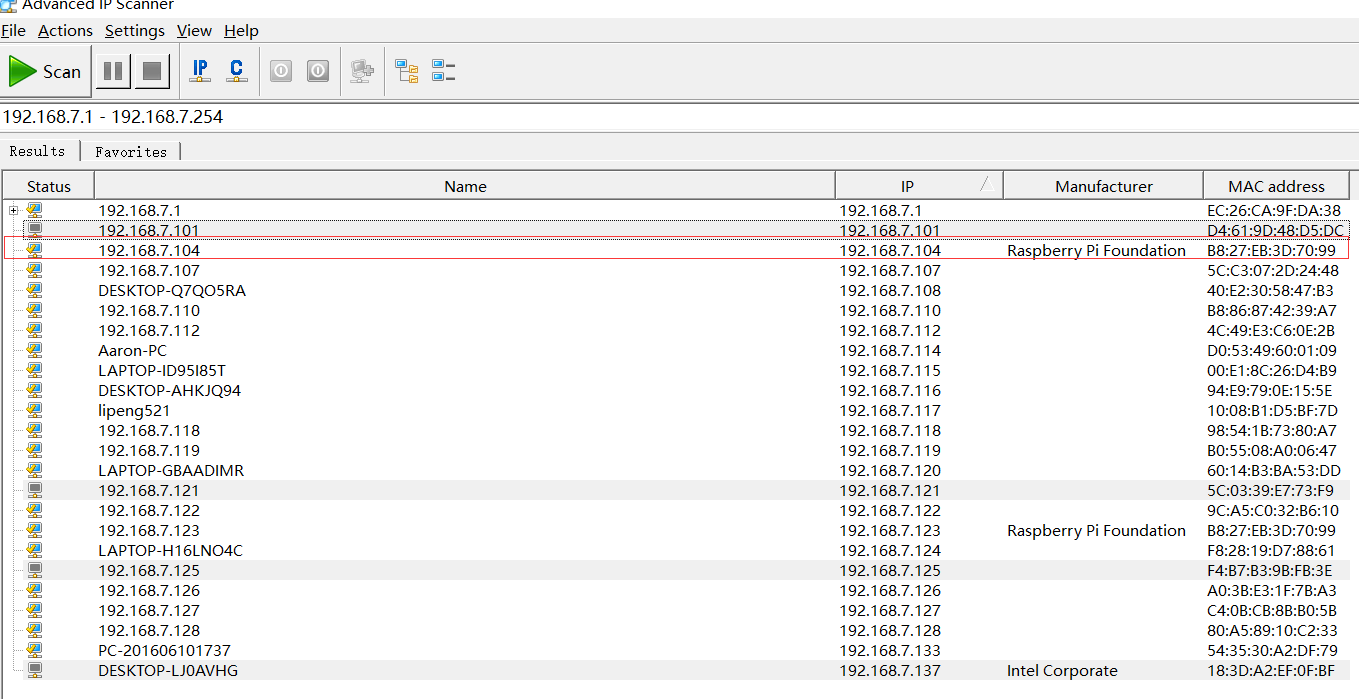 Advanced IP Scanner
File Actions Settings View Help
Scan IP C
192.168.7.1 - 192.168.7.254
Results Favorites
Status Name IP Manufacturer MAC address
192.168.7.1 192.168.7.1 EC:26:CA:9F:DA:38
192.168.7.101 192.168.7.101 D4:61:9D:48:D5:DC
192.168.7.104 192.168.7.104 Raspberry Pi Foundation B8:27:EB:3D:70:99
192.168.7.107 192.168.7.107 5C:C3:07:2D:24:48
DESKTOP-Q7QO5RA 192.168.7.108 40:E2:30:58:47:B3
192.168.7.110 192.168.7.110 B8:86:87:42:39:A7
192.168.7.112 192.168.7.112 4C:49:E3:C6:0E:2B
Aaron-PC 192.168.7.114 D0:53:49:60:01:09
LAPTOP-ID95I85T 192.168.7.115 00:E1:8C:26:D4:B9
DESKTOP-AHKJQ94 192.168.7.116 94:E9:79:0E:15:5E
lipeng521 192.168.7.117 10:08:B1:D5:BF:7D
192.168.7.118 192.168.7.118 98:54:1B:73:80:A7
192.168.7.119 192.168.7.119 B0:55:08:A0:06:47
LAPTOP-GBAADIMR 192.168.7.120 60:14:B3:BA:53:DD
192.168.7.121 192.168.7.121 5C:03:39:E7:73:F9
192.168.7.122 192.168.7.122 9C:A5:C0:32:B6:10
192.168.7.123 192.168.7.123 Raspberry Pi Foundation B8:27:EB:3D:70:99
LAPTOP-H16LNO4C 192.168.7.124 F8:28:19:D7:88:61
192.168.7.125 192.168.7.125 F4:B7:B3:9B:FB:3E
192.168.7.126 192.168.7.126 A0:3B:E3:1F:7B:A3
192.168.7.127 192.168.7.127 C4:0B:CB:8B:B0:5B
192.168.7.128 192.168.7.128 80:A5:89:10:C2:33
PC-201606101737 192.168.7.133 54:35:30:A2:DF:79
DESKTOP-LJ0AVHG 192.168.7.137 Intel Corporate 18:3D:A2:EF:0F:BF